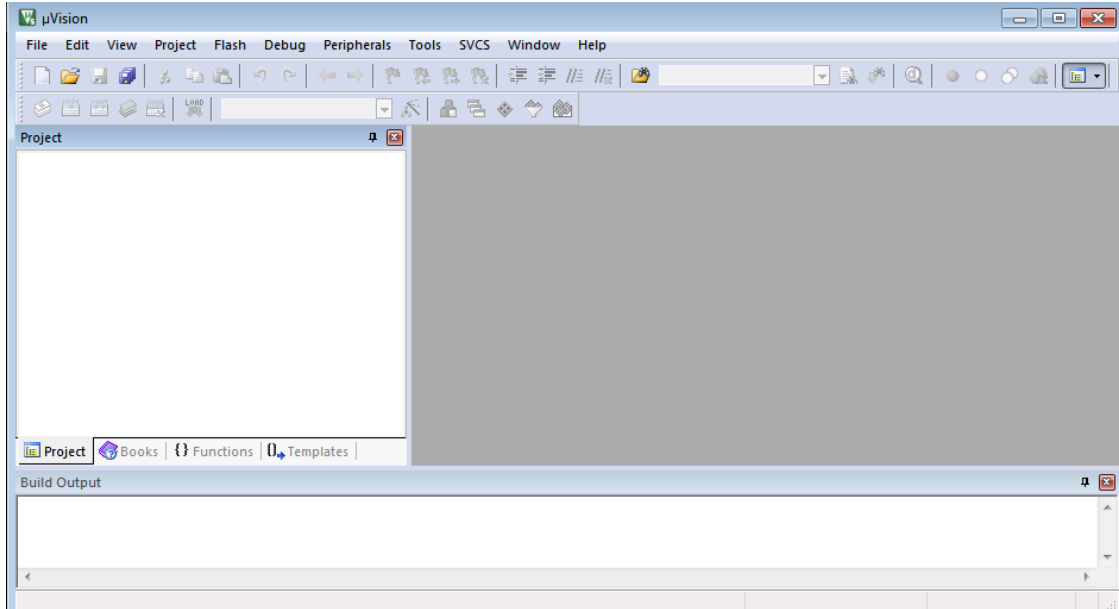 µVision
File Edit View Project Flash Debug Peripherals Tools SVCS Window Help
LOAD
Project
Project Books {} Functions Templates
Build Output